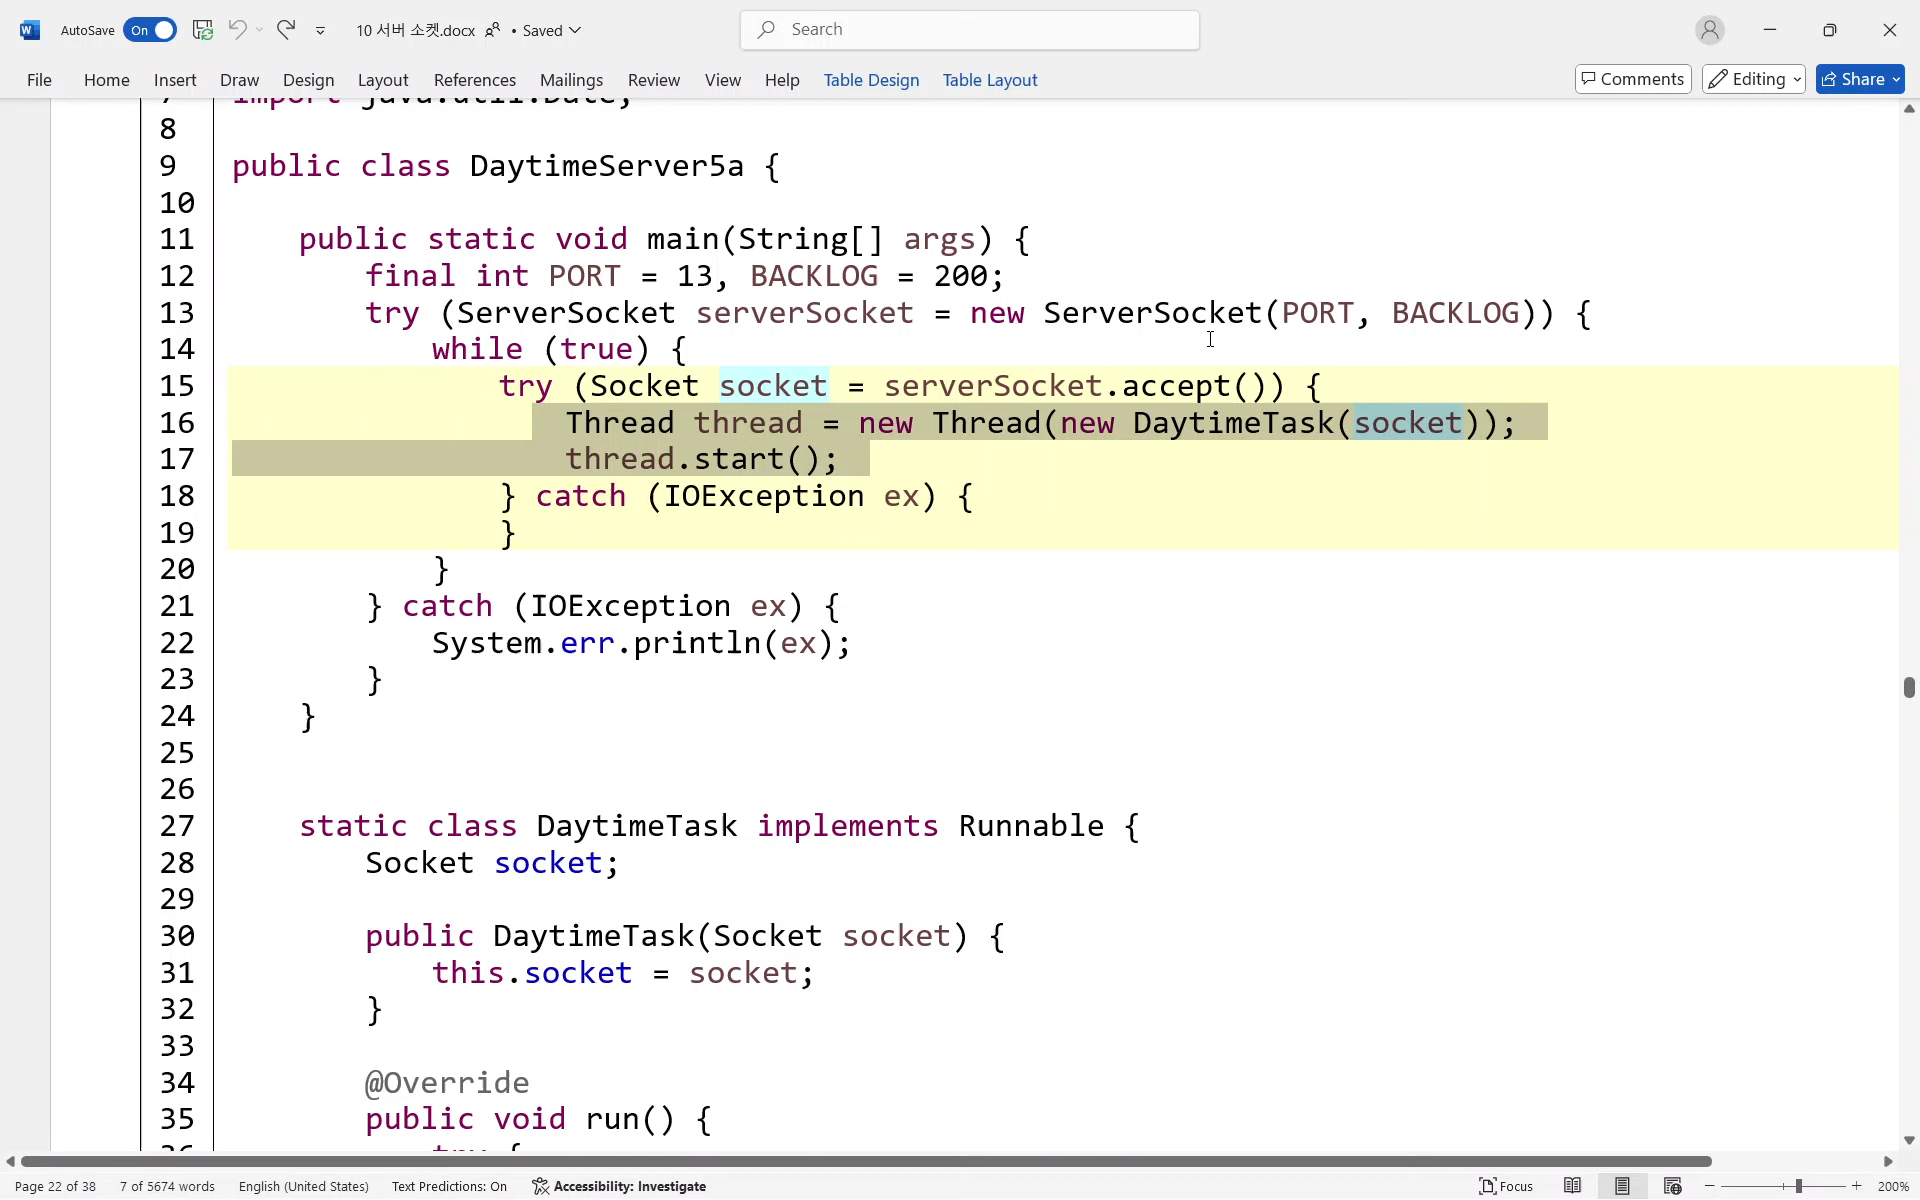 AutoSave On 10 서버 소켓.docx • Saved Search
File Home Insert Draw Design Layout References Mailings Review View Help Table Design Table Layout Comments Editing Share
7 import java.util.Date;
8
9 public class DaytimeServer5a {
10
11 public static void main(String[] args) {
12 final int PORT = 13, BACKLOG = 200;
13 try (ServerSocket serverSocket = new ServerSocket(PORT, BACKLOG)) {
14 while (true) {
15 try (Socket socket = serverSocket.accept()) {
16 Thread thread = new Thread(new DaytimeTask(socket));
17 thread.start();
18 } catch (IOException ex) {
19 }
20 }
21 } catch (IOException ex) {
22 System.err.println(ex);
23 }
24 }
25
26
27 static class DaytimeTask implements Runnable {
28 Socket socket;
29
30 public DaytimeTask(Socket socket) {
31 this.socket = socket;
32 }
33
34 @Override
35 public void run() {
36 try {
Page 22 of 38 7 of 5674 words English (United States) Text Predictions: On Accessibility: Investigate Focus 200%